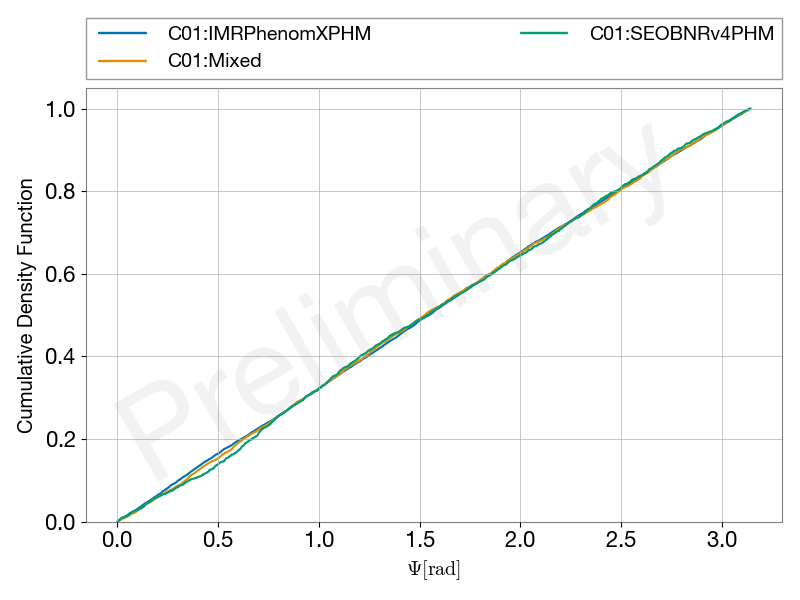 C01:IMRPhenomXPHM
C01:Mixed
C01:SEOBNRv4PHM
Preliminary
Cumulative Density Function
1.0
0.8
0.6
0.4
0.2
0.0
0.0 0.5 1.0 1.5 2.0 2.5 3.0
Ψ[rad]